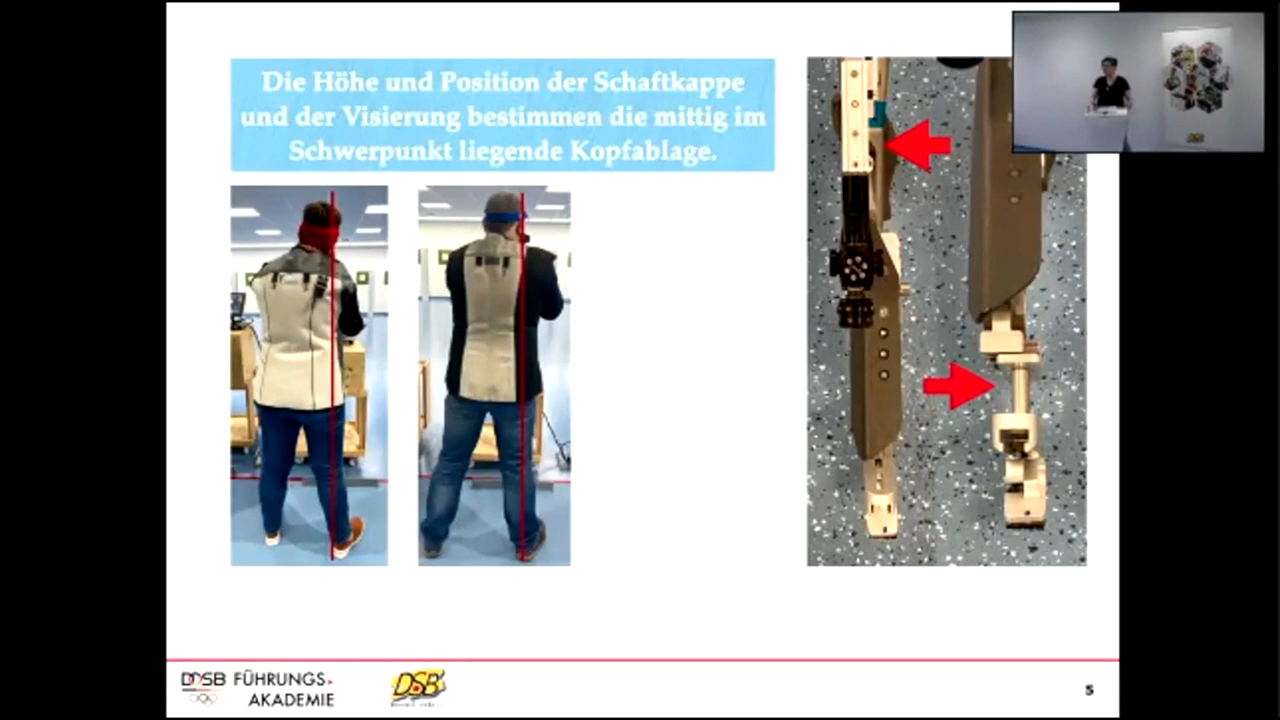 Die Höhe und Position der Schaftkappe
und der Visierung bestimmen die mittig im
Schwerpunkt liegende Kopfablage.
DOSB FÜHRUNGS-
AKADEMIE
DSB
5